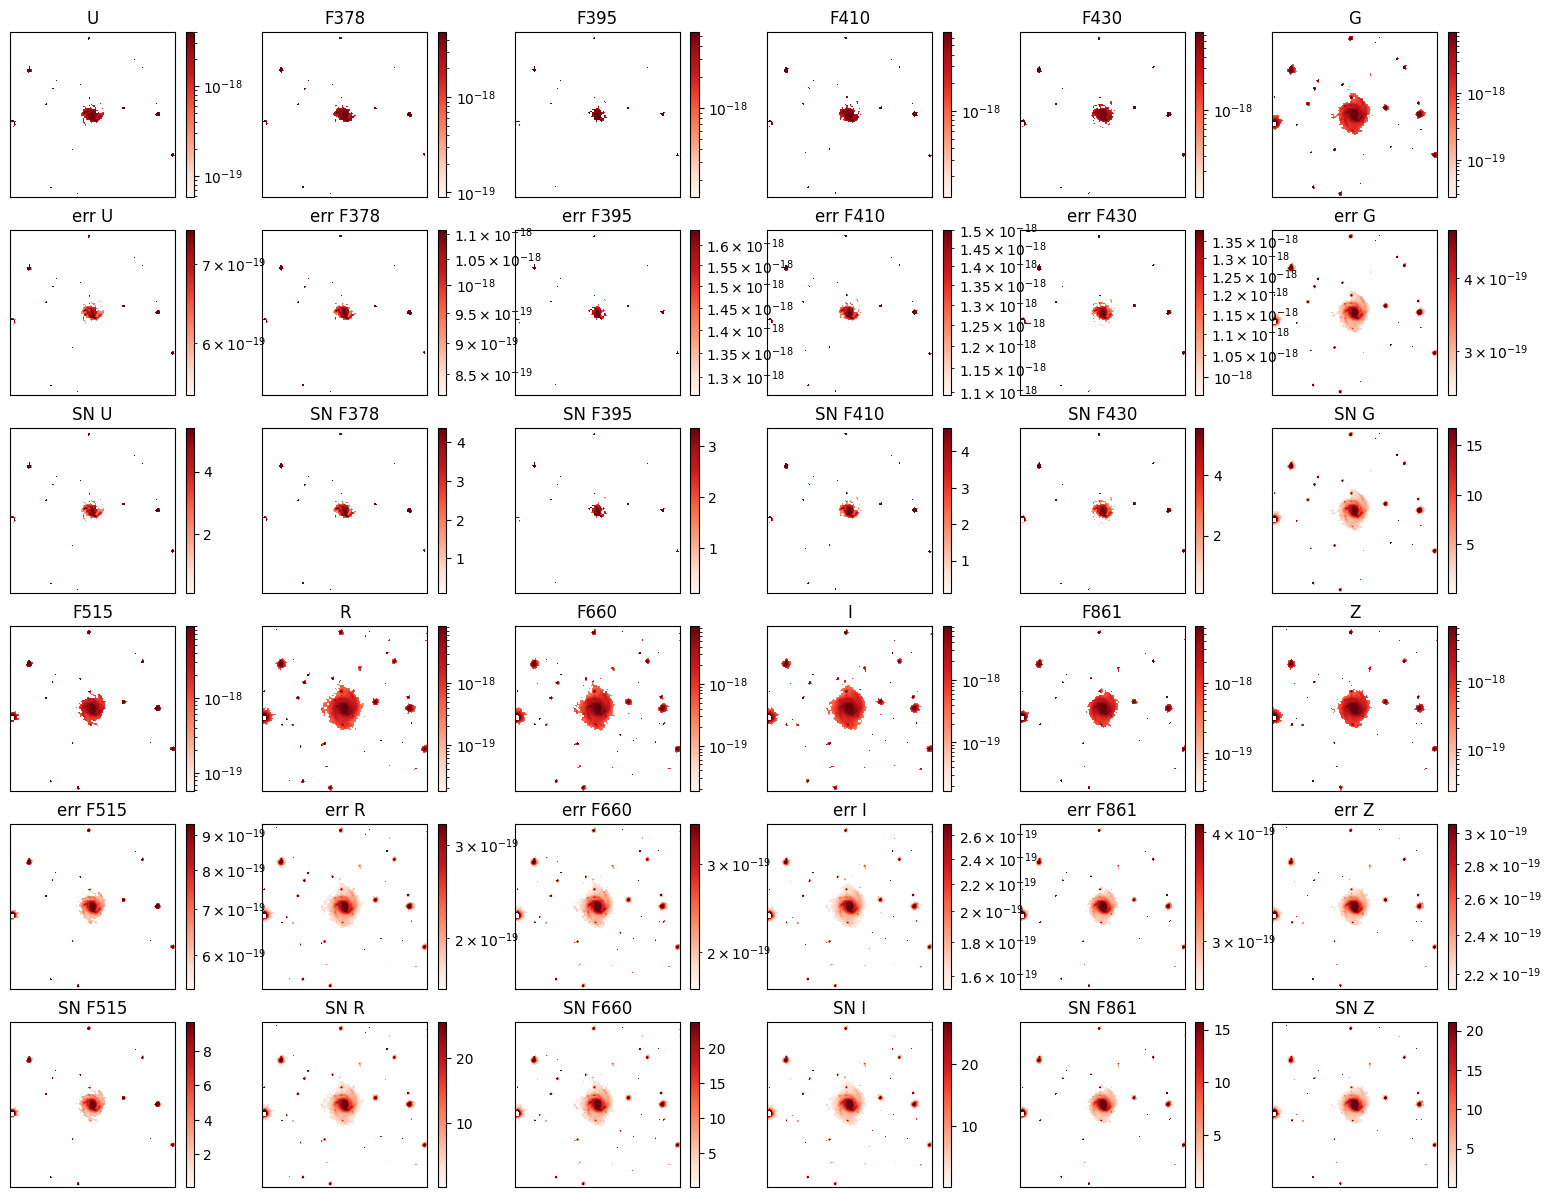 U F378 F395 F410 F430 G
10⁻¹⁸ 10⁻¹⁸ 10⁻¹⁸ 10⁻¹⁸ 10⁻¹⁸ 10⁻¹⁸
10⁻¹⁹ 10⁻¹⁹ 10⁻¹⁹
err U err F378 err F395 err F410 err F430 err G
7 × 10⁻¹⁹
6 × 10⁻¹⁹
1.1 × 10⁻¹⁸
1.05 × 10⁻¹⁸
10⁻¹⁸
9.5 × 10⁻¹⁹
9 × 10⁻¹⁹
8.5 × 10⁻¹⁹
1.6 × 10⁻¹⁸
1.55 × 10⁻¹⁸
1.5 × 10⁻¹⁸
1.45 × 10⁻¹⁸
1.4 × 10⁻¹⁸
1.35 × 10⁻¹⁸
1.3 × 10⁻¹⁸
1.5 × 10⁻¹⁸
1.45 × 10⁻¹⁸
1.4 × 10⁻¹⁸
1.35 × 10⁻¹⁸
1.3 × 10⁻¹⁸
1.25 × 10⁻¹⁸
1.2 × 10⁻¹⁸
1.15 × 10⁻¹⁸
1.1 × 10⁻¹⁸
1.35 × 10⁻¹⁸
1.3 × 10⁻¹⁸
1.25 × 10⁻¹⁸
1.2 × 10⁻¹⁸
1.15 × 10⁻¹⁸
1.1 × 10⁻¹⁸
1.05 × 10⁻¹⁸
10⁻¹⁸
4 × 10⁻¹⁹
3 × 10⁻¹⁹
SN U SN F378 SN F395 SN F410 SN F430 SN G
4
2
4
3
2
1
3
2
1
4
3
2
1
4
2
15
10
5
F515 R F660 I F861 Z
10⁻¹⁸ 10⁻¹⁸ 10⁻¹⁸ 10⁻¹⁸ 10⁻¹⁸ 10⁻¹⁸
10⁻¹⁹ 10⁻¹⁹ 10⁻¹⁹ 10⁻¹⁹ 10⁻¹⁹ 10⁻¹⁹
err F515 err R err F660 err I err F861 err Z
9 × 10⁻¹⁹
8 × 10⁻¹⁹
7 × 10⁻¹⁹
6 × 10⁻¹⁹
3 × 10⁻¹⁹
2 × 10⁻¹⁹
3 × 10⁻¹⁹
2 × 10⁻¹⁹
2.6 × 10⁻¹⁹
2.4 × 10⁻¹⁹
2.2 × 10⁻¹⁹
2 × 10⁻¹⁹
1.8 × 10⁻¹⁹
1.6 × 10⁻¹⁹
4 × 10⁻¹⁹
3 × 10⁻¹⁹
3 × 10⁻¹⁹
2.8 × 10⁻¹⁹
2.6 × 10⁻¹⁹
2.4 × 10⁻¹⁹
2.2 × 10⁻¹⁹
SN F515 SN R SN F660 SN I SN F861 SN Z
8
6
4
2
20
10
20
15
10
5
20
10
15
10
5
20
15
10
5